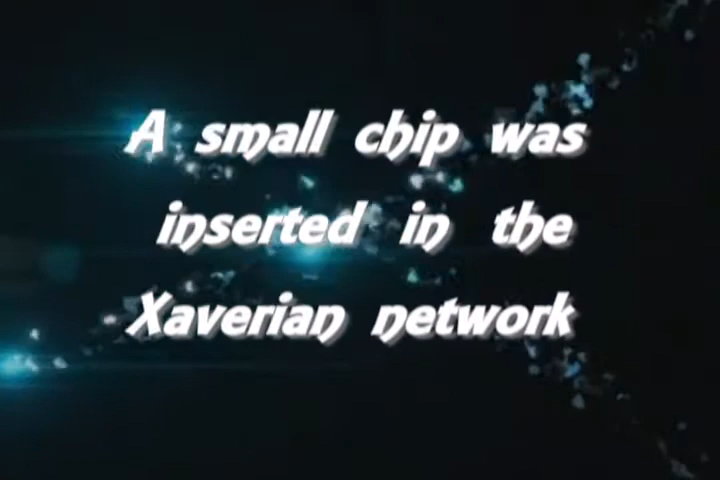 A small chip was
inserted in the
Xaverian network